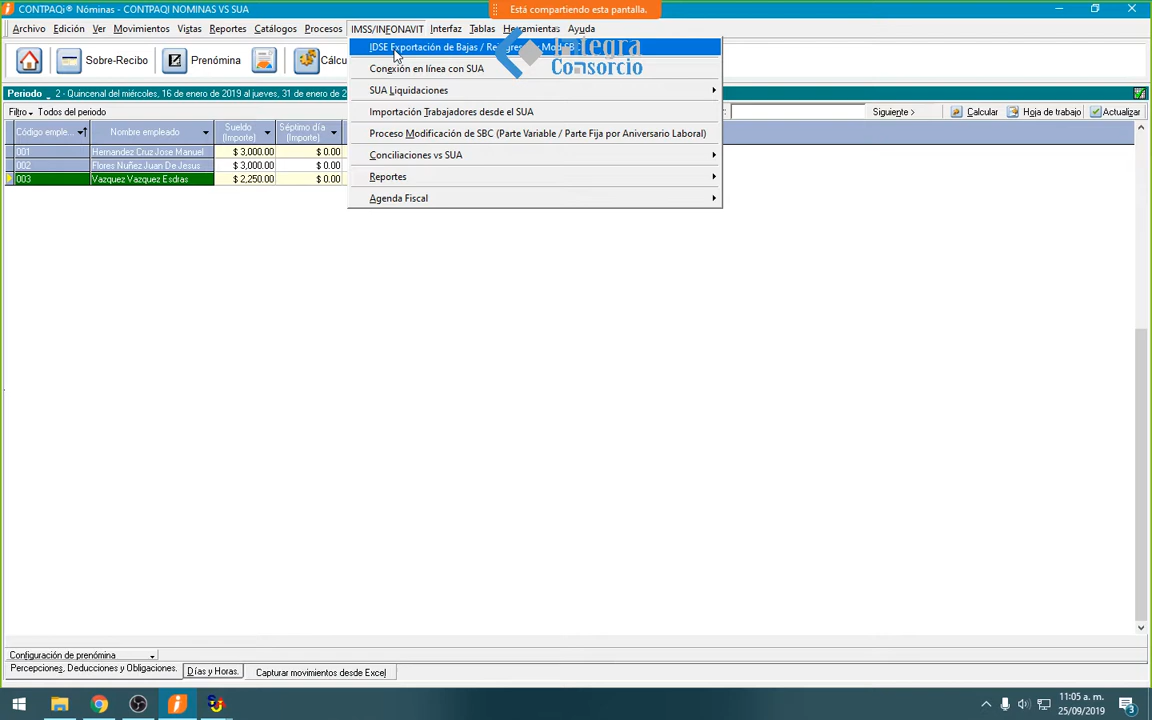 CONTPAQi® Nóminas - CONTPAQI NOMINAS VS SUA
Está compartiendo esta pantalla.
Archivo Edición Ver Movimientos Vistas Reportes Catálogos Procesos IMSS/INFONAVIT Interfaz Tablas Herramientas Ayuda
Sobre-Recibo Prenómina
IDSE Exportación de Bajas /
Integra
Consorcio
Conexión en línea con SUA
SUA Liquidaciones
Importación Trabajadores desde el SUA
Proceso Modificación de SBC (Parte Variable / Parte Fija por Aniversario Laboral)
Conciliaciones vs SUA
Reportes
Agenda Fiscal
Periodo 2 - Quincenal del miércoles, 16 de enero de 2019 al jueves, 31 de enero de 2
Filtro Todos del periodo Siguiente > Calcular Hoja de trabajo Actualizar
Código emple... Nombre empleado Sueldo (Importe) Séptimo día (Importe)
001 Hernandez Cruz Jose Manuel $ 3,000.00 $ 0.00
002 Flores Nuñez Juan De Jesus $ 3,000.00 $ 0.00
003 Vazquez Vazquez Esdras $ 2,250.00 $ 0.00
Configuración de prenómina
Percepciones, Deducciones y Obligaciones. Días y Horas. Capturar movimientos desde Excel
11:05 a. m.
25/09/2019
3